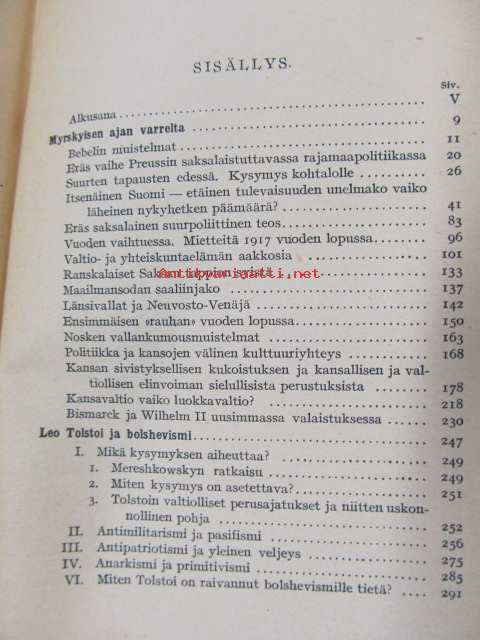 SISÄLLYS.
Siv.
Alkusana V
Myrskyisen ajan varrelta 9
Bebelin muistelmat 11
Eräs vaihe Preussin saksalaistuttavassa rajamaapolitiikassa 20
Suurten tapausten edessä. Kysymys kohtalolle 26
Itsenäinen Suomi — etäinen tulevaisuuden unelmako vaiko
läheinen nykyhetken päämäärä? 41
Eräs saksalainen suurpoliittinen teos 83
Vuoden vaihtuessa. Mietteitä 1917 vuoden lopussa 96
Valtio- ja yhteiskuntaelämän aakkosia 101
Ranskalaiset 133
Antivariaatti.net
Maailmansodan saaliinjako 137
Länsivallat ja Neuvosto-Venäjä 142
Ensimmäisen «rauhan» vuoden lopussa 150
Nosken vallankumousmuistelmat 163
Politiikka ja kansojen välinen kulttuuriyhteys 168
Kansan sivistyksellisen kukoistuksen ja kansallisen ja val-
tiollisen elinvoiman sielullisista perustuksista 178
Kansavaltio vaiko luokkavaltio? 218
Bismarck ja Wilhelm II uusimmassa valaistuksessa 230
Leo Tolstoi ja bolshevismi 247
I. Mikä kysymyksen aiheuttaa? 249
1. Mereshkowskyn ratkaisu 249
2. Miten kysymys on asetettava? 251
3. Tolstoin valtiolliset perusajatukset ja niitten uskon-
nollinen pohja 252
II. Antimilitarismi ja pasifismi 256
III. Antipatriotismi ja yleinen veljeys 275
IV. Anarkismi ja primitivismi 285
VI. Miten Tolstoi on raivannut bolshevismille tietä? 291